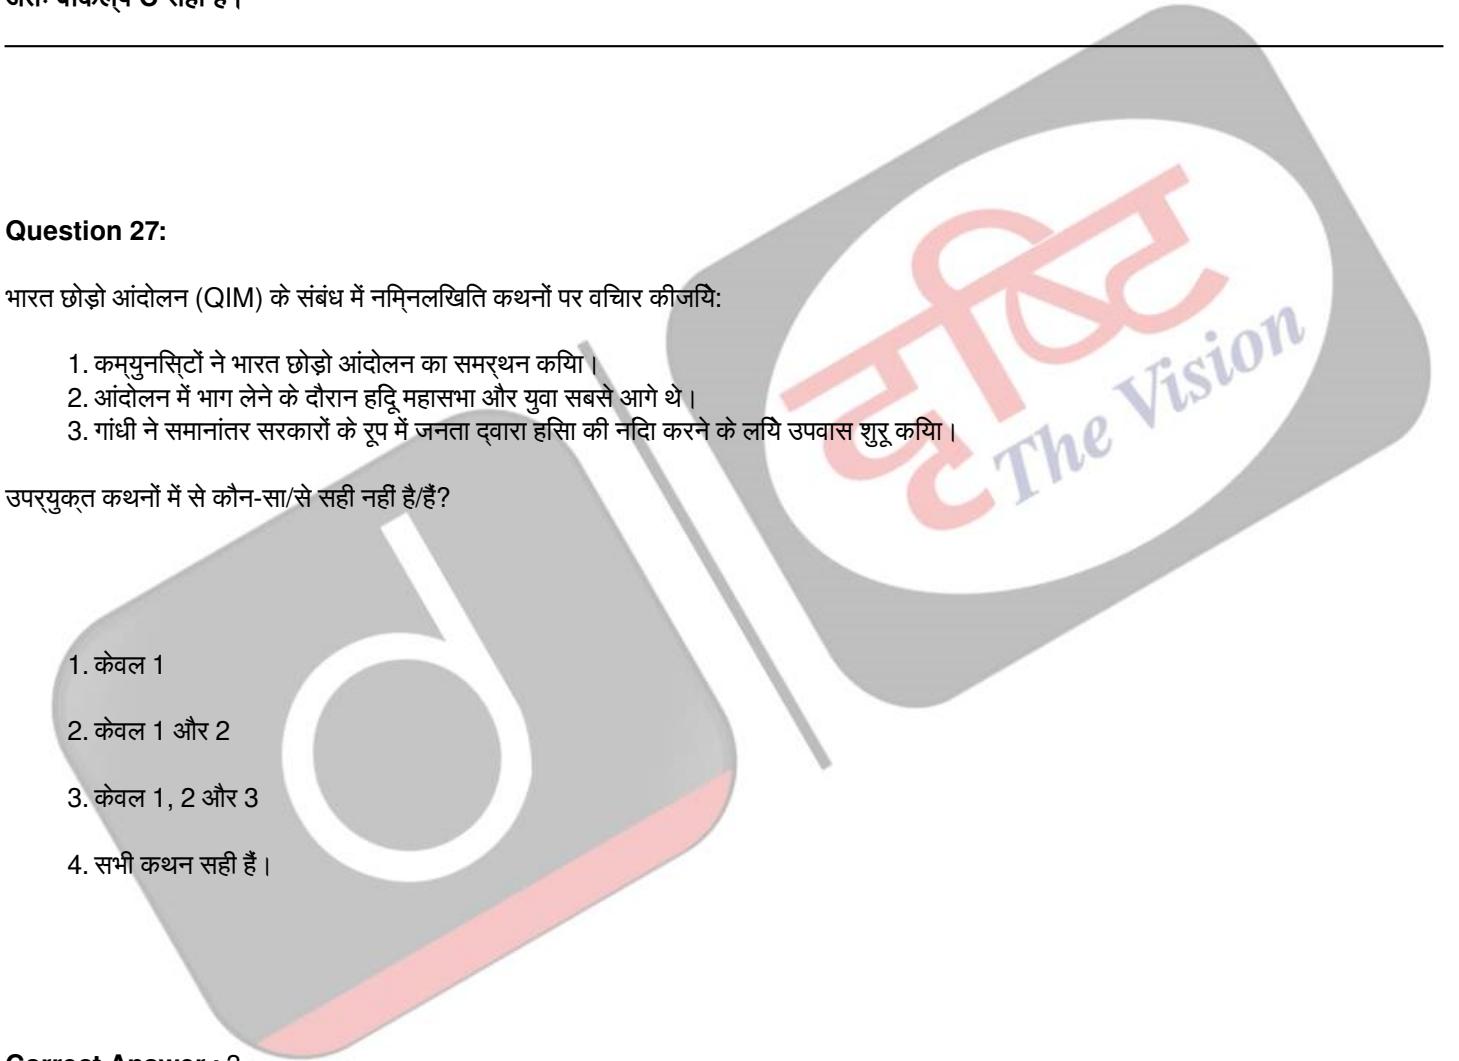 Question 27:
भारत छोड़ो आंदोलन (QIM) के संबंध में निम्नलिखिति कथनों पर विचार कीजिये:
1. कम्युनिस्टों ने भारत छोड़ो आंदोलन का समर्थन किया।
2. आंदोलन में भाग लेने के दौरान हिंदू महासभा और युवा सबसे आगे थे।
3. गांधी ने समानांतर सरकारों के रूप में जनता द्वारा हिंसा की निंदा करने के लिये उपवास शुरू किया।
उपर्युक्त कथनों में से कौन-सा/से सही नहीं है/हैं?
1. केवल 1
2. केवल 1 और 2
3. केवल 1, 2 और 3
4. सभी कथन सही हैं।
दृष्टि
The Vision
d
Correct Answer :